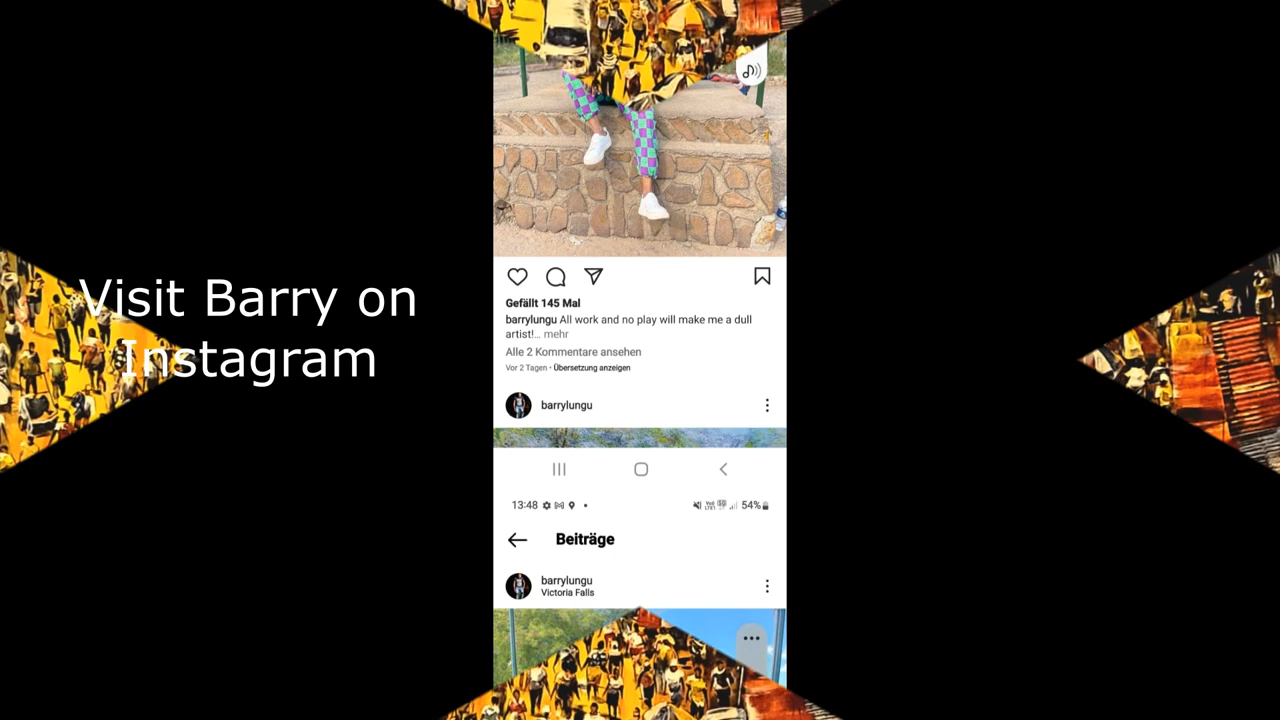 Visit Barry on
Instagram
Gefällt 145 Mal
barrylungu All work and no play will make me a dull
artist!... mehr
Alle 2 Kommentare ansehen
Vor 2 Tagen • Übersetzung anzeigen
barrylungu
13:48
54%
Beiträge
barrylungu
Victoria Falls